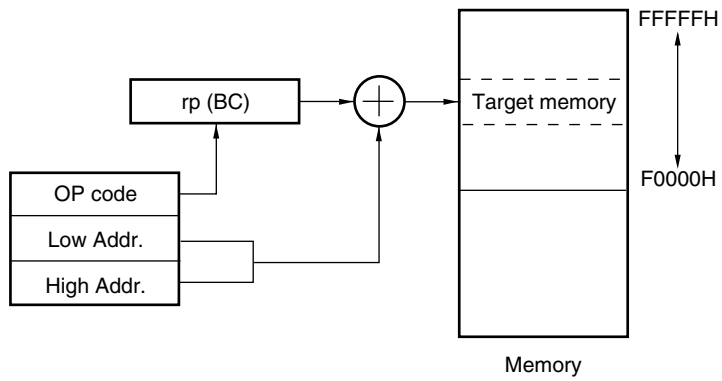 FFFFFH
rp (BC)
Target memory
OP code
F0000H
Low Addr.
High Addr.
Memory